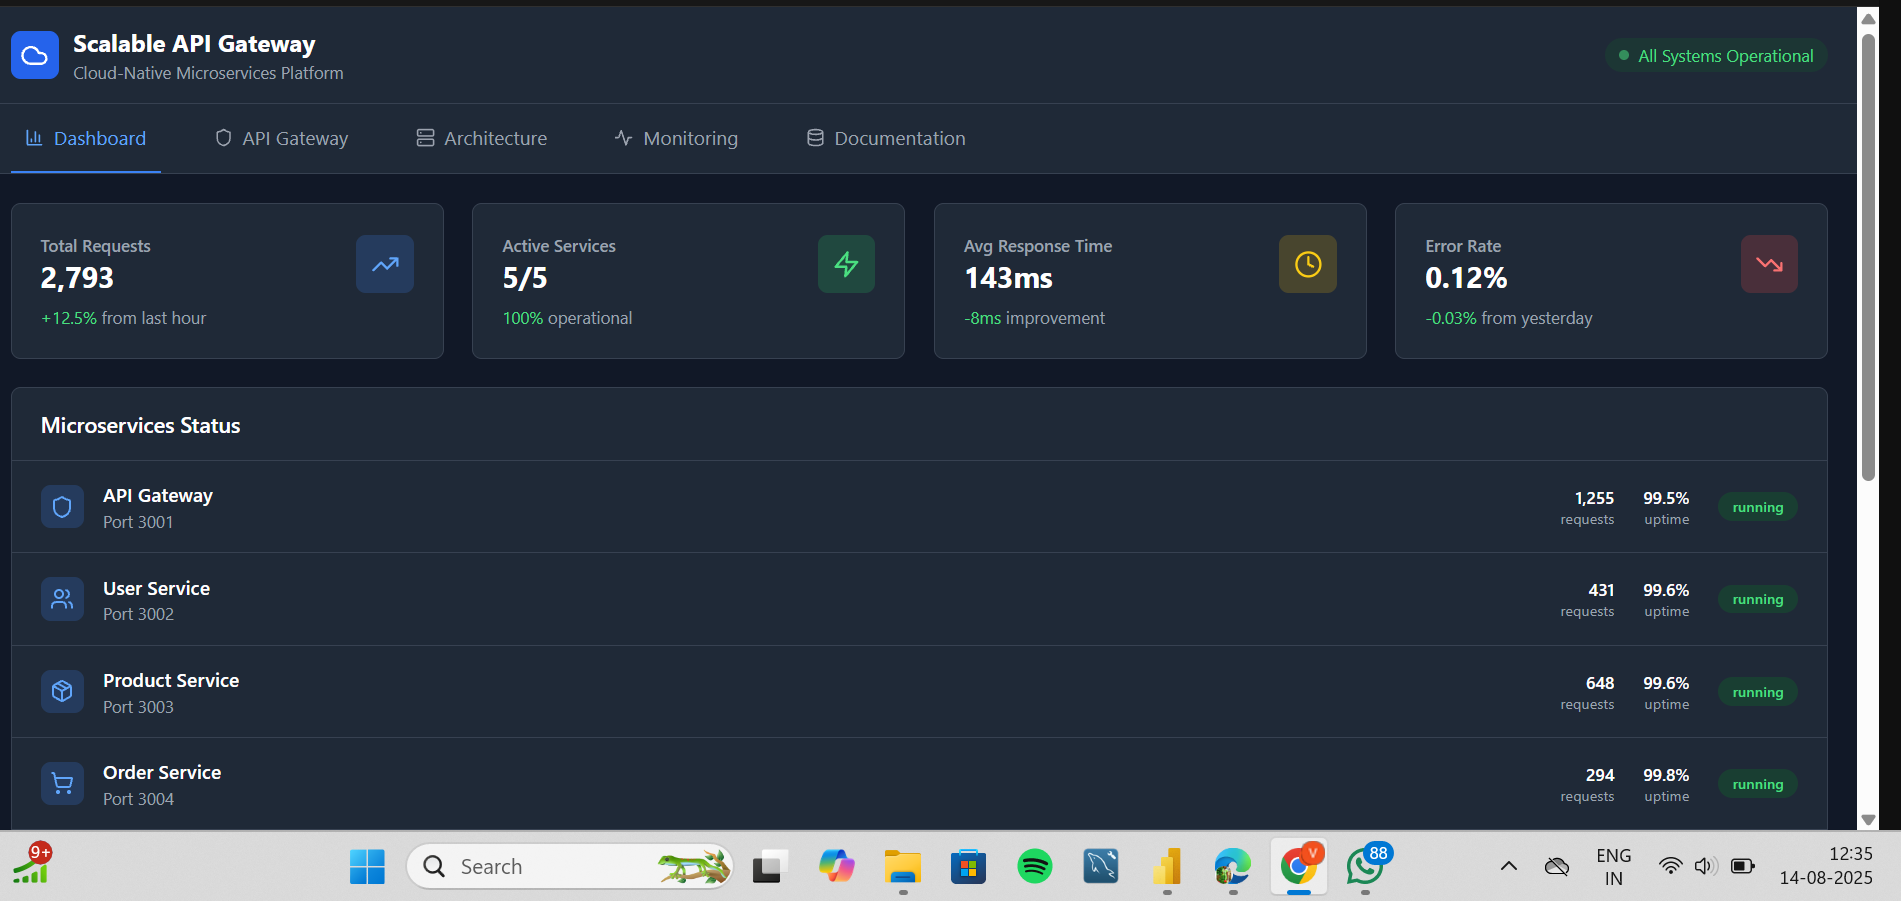 Scalable API Gateway
Cloud-Native Microservices Platform
All Systems Operational
Dashboard
API Gateway
Architecture
Monitoring
Documentation
Total Requests
2,793
+12.5% from last hour
Active Services
5/5
100% operational
Avg Response Time
143ms
-8ms improvement
Error Rate
0.12%
-0.03% from yesterday
Microservices Status
API Gateway
Port 3001
1,255
requests
99.5%
uptime
running
User Service
Port 3002
431
requests
99.6%
uptime
running
Product Service
Port 3003
648
requests
99.6%
uptime
running
Order Service
Port 3004
294
requests
99.8%
uptime
running
9+
Search
V
88
ENG
IN
12:35
14-08-2025